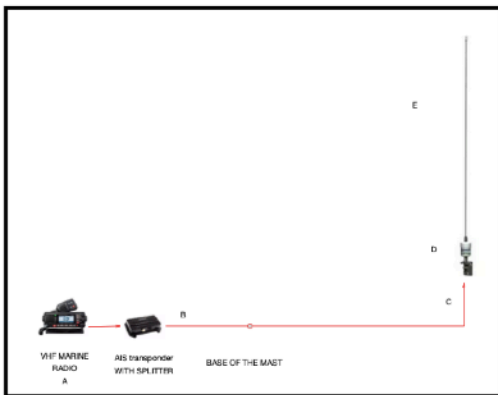 E
D
C
B
VHF MARINE
RADIO
A
AIS transponder
WITH SPLITTER
BASE OF THE MAST